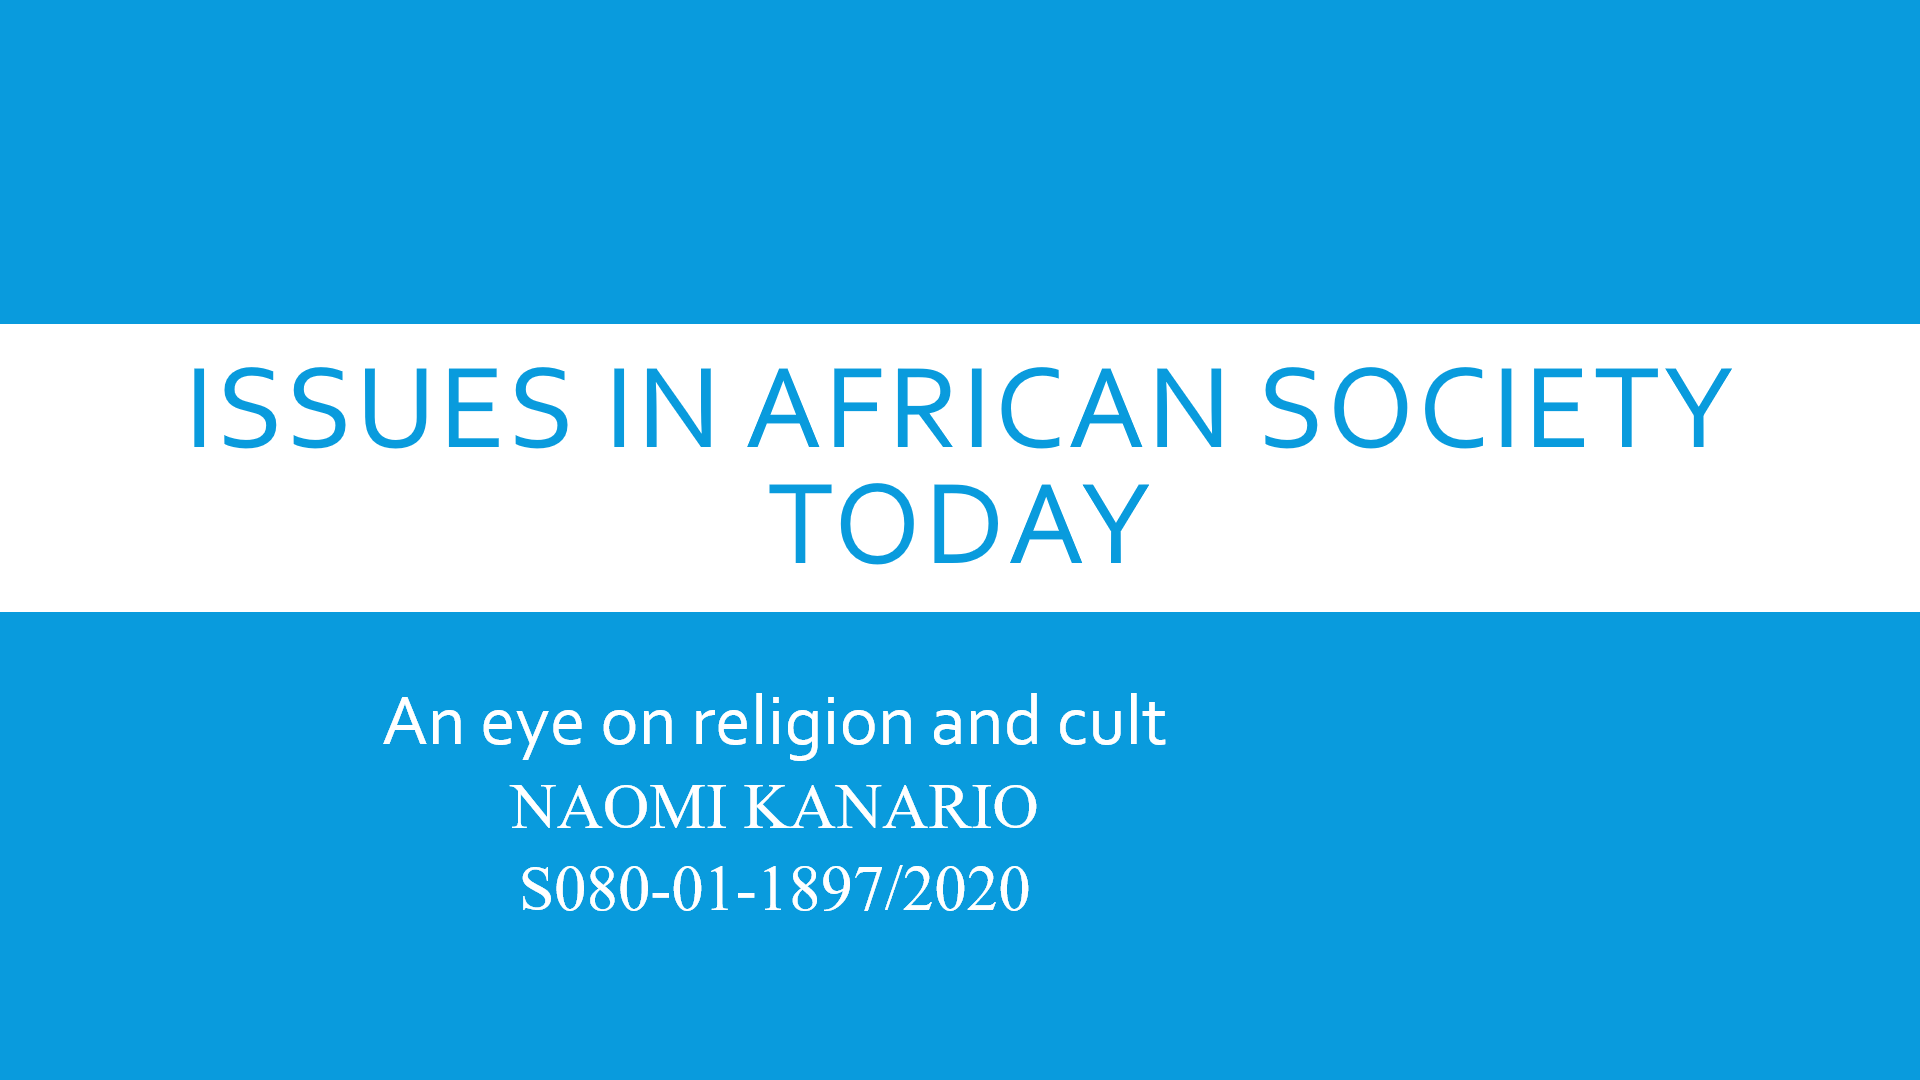 ISSUES IN AFRICAN SOCIETY
TODAY
An eye on religion and cult
NAOMI KANARIO
S080-01-1897/2020